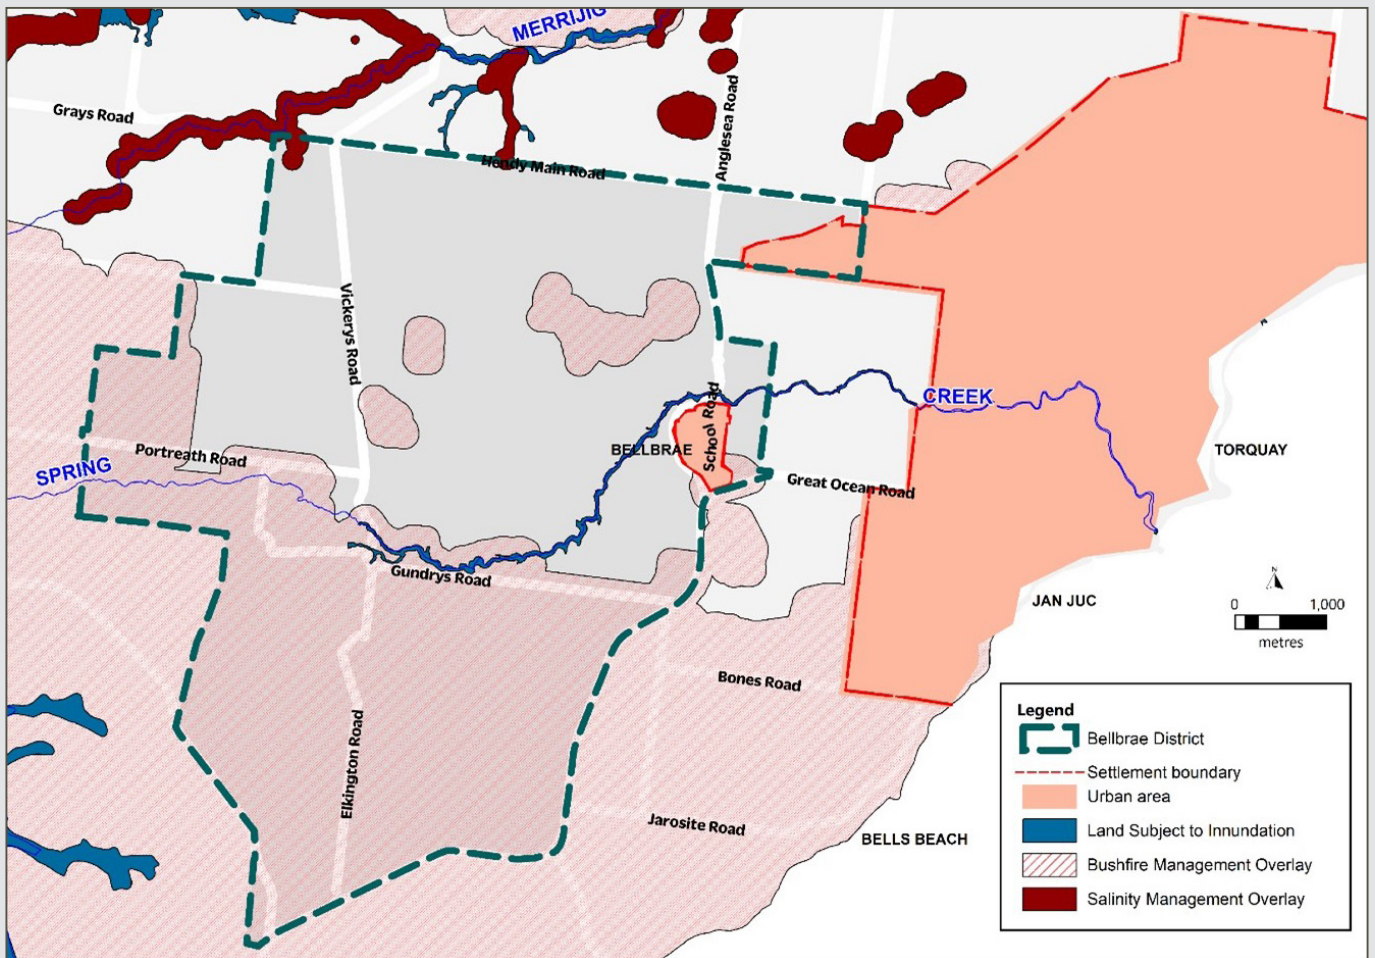 MERRIJIG
Grays Road
Anglesea Road
Hendy Main Road
Vickerys Road
CREEK
School Road
BELLBRAE
TORQUAY
Portreath Road
SPRING
Great Ocean Road
Gundrys Road
JAN JUC
N
0 1,000
metres
Bones Road
Elkington Road
Jarosite Road
BELLS BEACH
Legend
Bellbrae District
Settlement boundary
Urban area
Land Subject to Innundation
Bushfire Management Overlay
Salinity Management Overlay